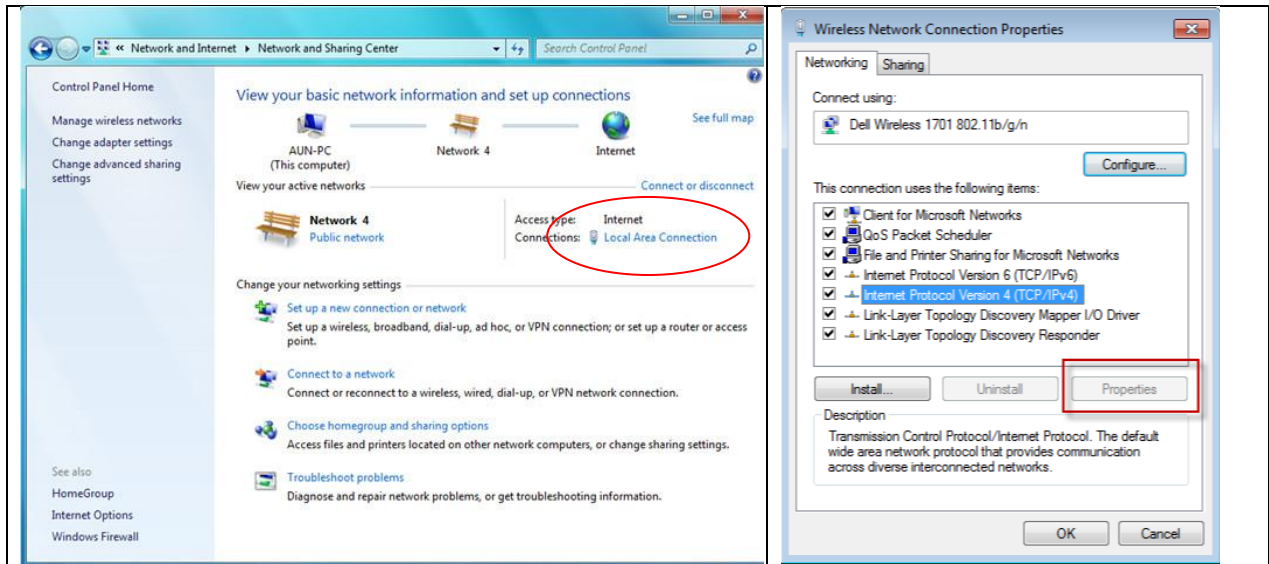 « Network and Internet ▸ Network and Sharing Center
Search Control Panel
Control Panel Home
Manage wireless networks
Change adapter settings
Change advanced sharing
settings
See also
HomeGroup
Internet Options
Windows Firewall
View your basic network information and set up connections
See full map
AUN-PC
(This computer)
Network 4
Internet
View your active networks
Connect or disconnect
Network 4
Public network
Access type: Internet
Connections: Local Area Connection
Change your networking settings
Set up a new connection or network
Set up a wireless, broadband, dial-up, ad hoc, or VPN connection; or set up a router or access
point.
Connect to a network
Connect or reconnect to a wireless, wired, dial-up, or VPN network connection.
Choose homegroup and sharing options
Access files and printers located on other network computers, or change sharing settings.
Troubleshoot problems
Diagnose and repair network problems, or get troubleshooting information.
Wireless Network Connection Properties
Networking Sharing
Connect using:
Dell Wireless 1701 802.11b/g/n
Configure...
This connection uses the following items:
Client for Microsoft Networks
QoS Packet Scheduler
File and Printer Sharing for Microsoft Networks
Internet Protocol Version 6 (TCP/IPv6)
Internet Protocol Version 4 (TCP/IPv4)
Link-Layer Topology Discovery Mapper I/O Driver
Link-Layer Topology Discovery Responder
Install... Uninstall Properties
Description
Transmission Control Protocol/Internet Protocol. The default
wide area network protocol that provides communication
across diverse interconnected networks.
OK Cancel